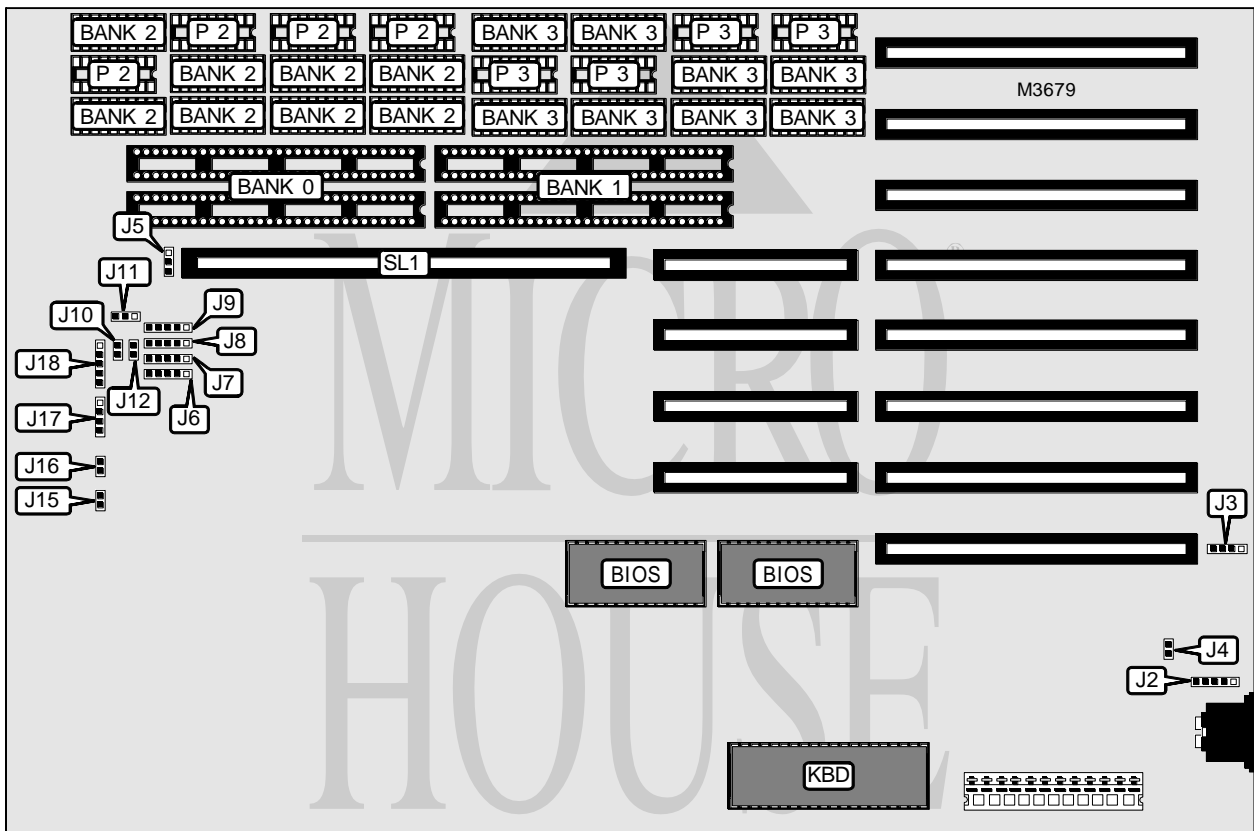 BANK 2 P 2 P 2 P 2 BANK 3 BANK 3 P 3 P 3
P 2 BANK 2 BANK 2 BANK 2 P 3 P 3 BANK 3 BANK 3
M3679
BANK 2 BANK 2 BANK 2 BANK 2 BANK 3 BANK 3 BANK 3 BANK 3
BANK 0 BANK 1
J5
SL1
J11
J9
J10
J8
J18
J7
J12
J6
J17
J16
J15
J3
MICRO®
HOUSE
BIOS BIOS
J4
J2
KBD